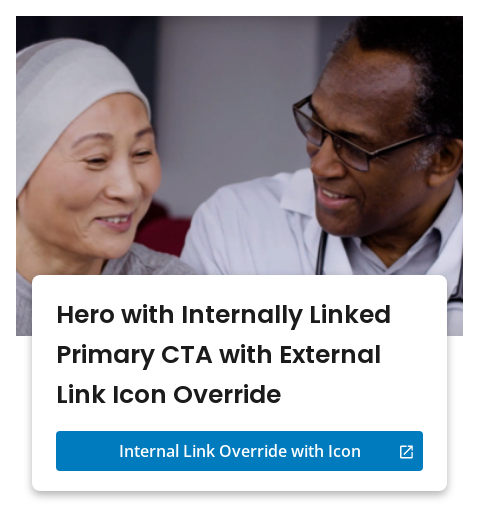 Hero with Internally Linked
Primary CTA with External
Link Icon Override
Internal Link Override with Icon